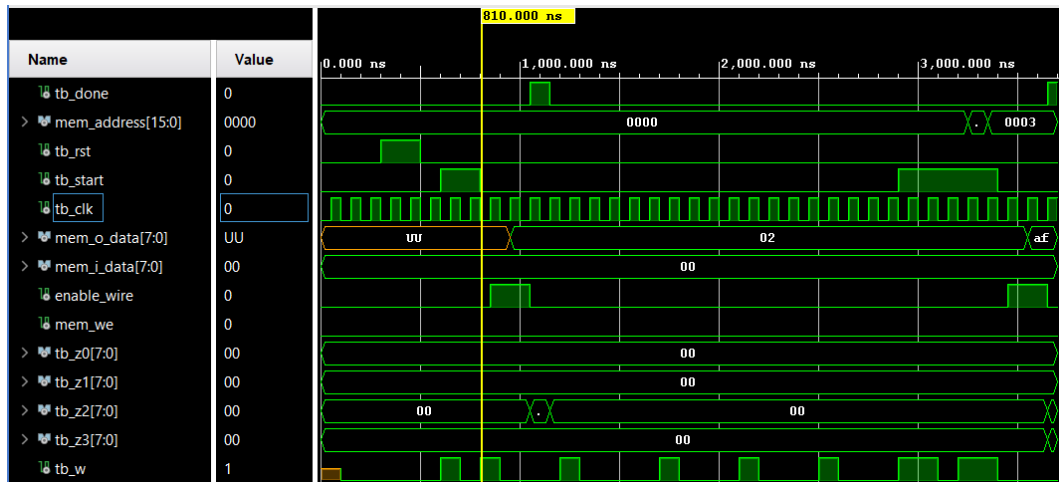 810.000 ns
Name Value 0.000 ns 1,000.000 ns 2,000.000 ns 3,000.000 ns
tb_done 0
mem_address[15:0] 0000 0000 . 0003
tb_rst 0
tb_start 0
tb_clk 0
mem_o_data[7:0] UU UU 02 af
mem_i_data[7:0] 00 00
enable_wire 0
mem_we 0
tb_z0[7:0] 00 00
tb_z1[7:0] 00 00
tb_z2[7:0] 00 00 . 00
tb_z3[7:0] 00 00
tb_w 1